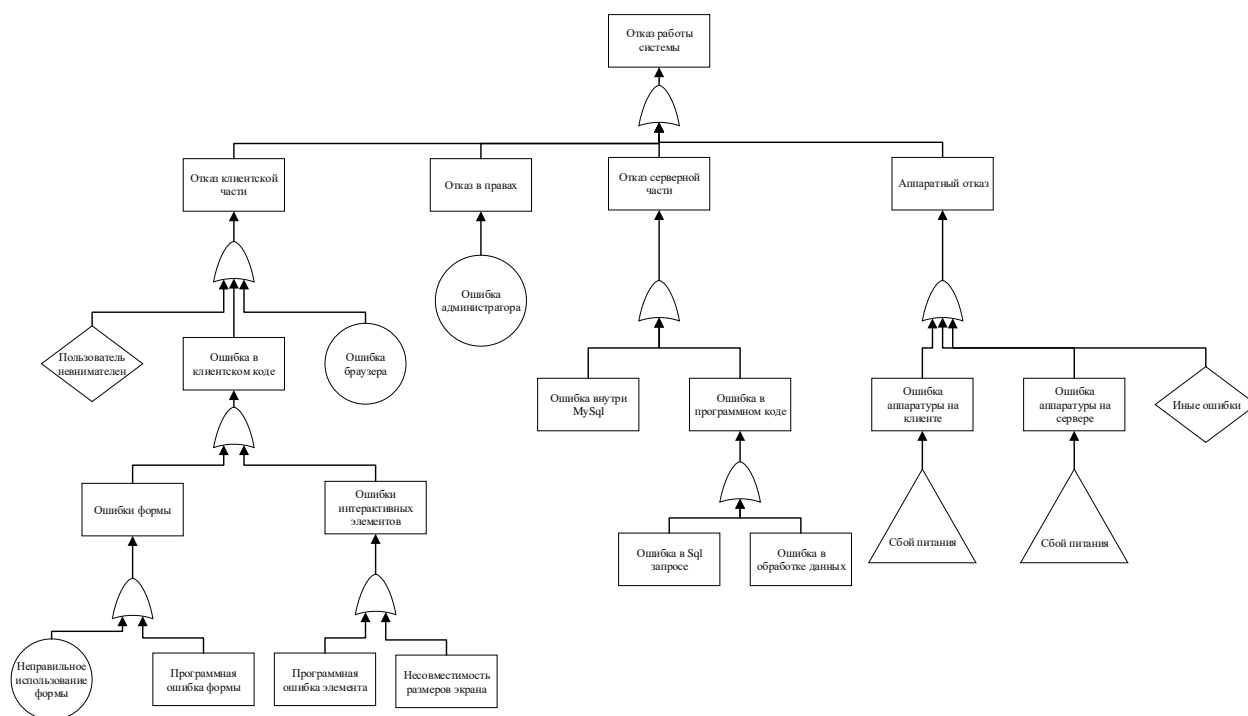 Отказ работы
системы
Отказ клиентской
части
Отказ в правах
Отказ серверной
части
Аппаратный отказ
Ошибка
администратора
Пользователь
невнимателен
Ошибка в
клиентском коде
Ошибка
браузера
Ошибка внутри
MySql
Ошибка в
программном коде
Ошибка
аппаратуры на
клиенте
Ошибка
аппаратуры на
сервере
Иные ошибки
Ошибки формы
Ошибки
интерактивных
элементов
Ошибка в Sql
запросе
Ошибка в
обработке данных
Сбой питания
Сбой питания
Неправильное
использование
формы
Программная
ошибка формы
Программная
ошибка элемента
Несовместимость
размеров экрана